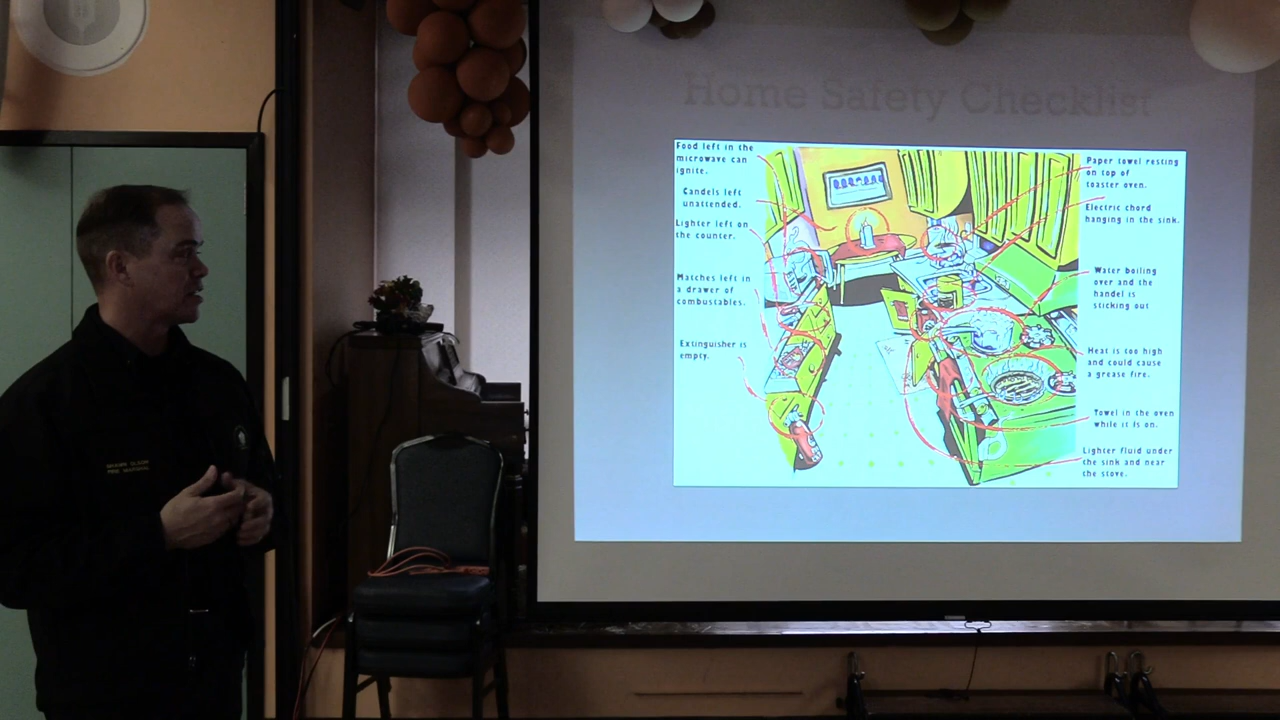 Home Safety Checklist
Food left in the
microwave can
ignite.
Candels left
unattended.
Lighter left on
the counter.
Matches left in
a drawer of
combustables.
Extinguisher is
empty.
Paper towel resting
on top of
toaster oven.
Electric chord
hanging in the sink.
Water boiling
over and the
handel is
sticking out
Heat is too high
and could cause
a grease fire.
Towel in the oven
while it is on.
Lighter fluid under
the sink and near
the stove.
FIRE MARSHAL